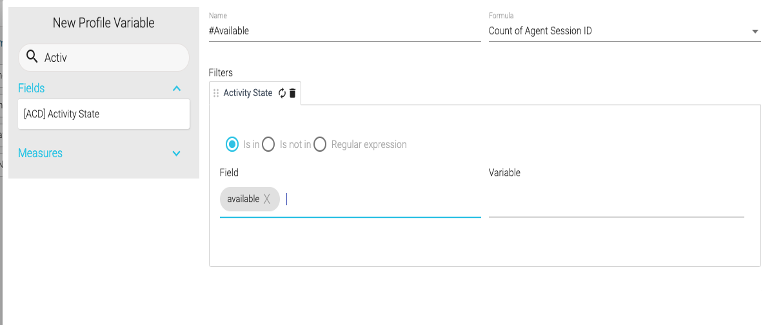 New Profile Variable
Activ
Fields
[ACD] Activity State
Measures
Name
#Available
Formula
Count of Agent Session ID
Filters
Activity State
Is in Is not in Regular expression
Field
Variable
available X